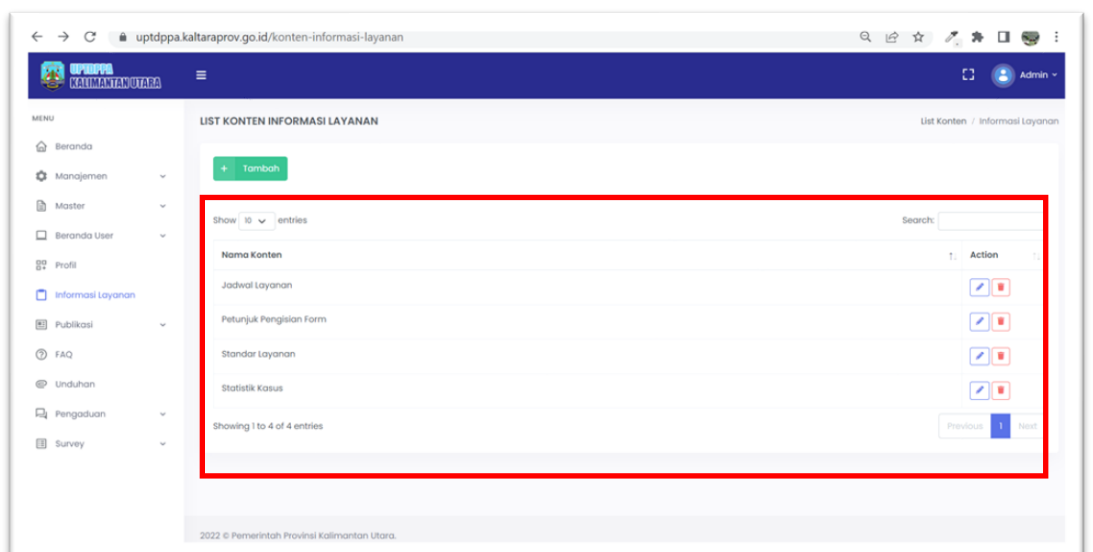 uptdppa.kaltaraprov.go.id/konten-informasi-layanan
UPTDPPA
KALIMANTAN UTARA
Admin
MENU
LIST KONTEN INFORMASI LAYANAN
List Konten / Informasi Layanan
Beranda
+ Tambah
Manajemen
Master
Show 10 entries
Search:
Beranda User
Nama Konten
Action
Profil
Jadwal Layanan
Informasi Layanan
Petunjuk Pengisian Form
Publikasi
FAQ
Standar Layanan
Unduhan
Statistik Kasus
Pengaduan
Showing 1 to 4 of 4 entries
Previous 1 Next
Survey
2022 © Pemerintah Provinsi Kalimantan Utara.